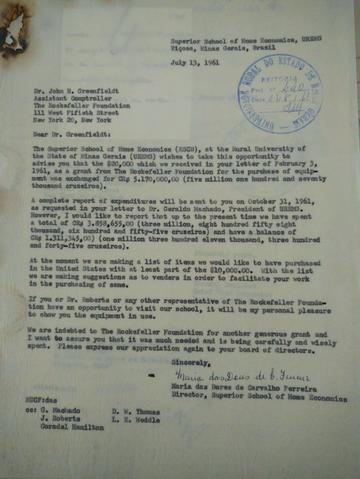 Superior School of Home Economics, UREMG
Viçosa, Minas Gerais, Brazil
July 13, 1961
UNIVERSIDADE RURAL DO ESTADO DE
REITORIA
Dr. John H. Greenfieldt
Assistant Comptroller
The Rockefeller Foundation
111 West Fifieth Street
New York 20, New York
Dear Dr. Greenfieldt:
The Superior School of Home Economics (ESCD), at the Rural University of
the State of Minas Gerais (UREMG) wishes to take this opportunity to
advise you that the $20,000 which we received in your letter of February 3,
1961, as a grant from The Rockefeller Foundation for the purchase of equip-
ment was exchanged for CR$ 5.170.000,00 (five million one hundred and seventy
thousand cruzeiros).
A complete report of expenditures will be sent to you on October 31, 1961,
as requested in your letter to Dr. Geraldo Machado, President of UREMG.
However, I would like to report that up to the present time we have spent
a total of CR$ 3.858,655,00 (three million, eight hundred fifty eight
thousand, six hundred and fifty-five cruzeiros); and have a balance of
CR$ 1.311,345,00) (one million three hundred eleven thousand, three hundred
and forty-five cruzeiros).
At the moment we are making a list of items we would like to have purchased
in the United States with at least part of the $10,000.00. With the list
we are making suggestions as to vendors in order to facilitate your work
in the purchasing of same.
If you or Dr. Roberts or any other representative of The Rockefeller Founda-
tion have an opportunity to visit our school, it will be my personal pleasure
to show you the equipment in use.
We are indebted to The Rockefeller Foundation for another generous grant and
I want to assure you that it was much needed and is being carefully and wisely
spent. Please express our appreciation again to your board of directors.
Sincerely,
Maria das Dores de C. Ferreira
Maria das Dores de Carvalho Ferreira
Director, Superior School of Home Economics
MDCF:das
cc: G. Machado D. W. Thomas
J. Roberts L. E. Weddle
Coradel Hamilton